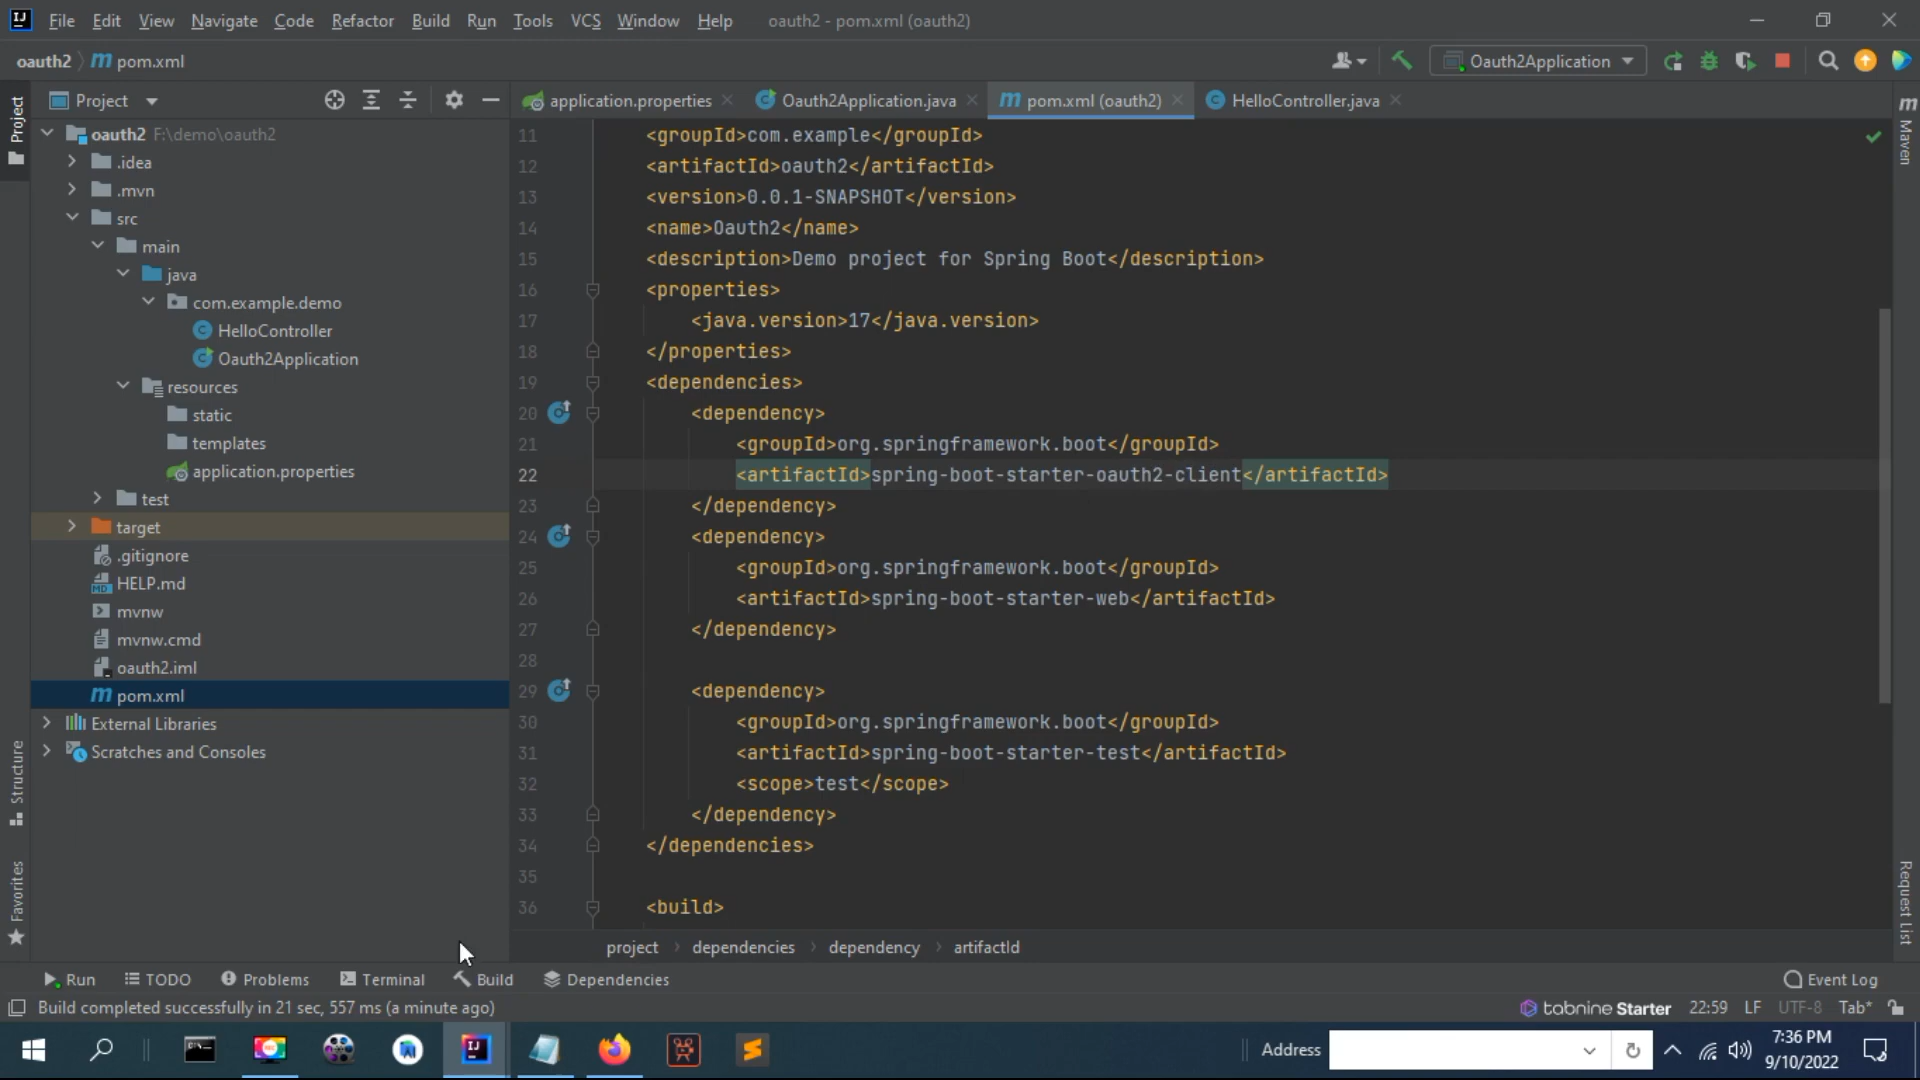 File Edit View Navigate Code Refactor Build Run Tools VCS Window Help oauth2 - pom.xml (oauth2)
oauth2 m pom.xml Oauth2Application
Project
application.properties Oauth2Application.java pom.xml (oauth2) HelloController.java
Project
Structure
Favorites
oauth2 F:\demo\oauth2
.idea
.mvn
src
main
java
com.example.demo
HelloController
Oauth2Application
resources
static
templates
application.properties
test
target
.gitignore
HELP.md
mvnw
mvnw.cmd
oauth2.iml
pom.xml
External Libraries
Scratches and Consoles
11 <groupId>com.example</groupId>
12 <artifactId>oauth2</artifactId>
13 <version>0.0.1-SNAPSHOT</version>
14 <name>Oauth2</name>
15 <description>Demo project for Spring Boot</description>
16 <properties>
17 <java.version>17</java.version>
18 </properties>
19 <dependencies>
20 <dependency>
21 <groupId>org.springframework.boot</groupId>
22 <artifactId>spring-boot-starter-oauth2-client</artifactId>
23 </dependency>
24 <dependency>
25 <groupId>org.springframework.boot</groupId>
26 <artifactId>spring-boot-starter-web</artifactId>
27 </dependency>
28
29 <dependency>
30 <groupId>org.springframework.boot</groupId>
31 <artifactId>spring-boot-starter-test</artifactId>
32 <scope>test</scope>
33 </dependency>
34 </dependencies>
35
36 <build>
Maven
Request List
project dependencies dependency artifactId
Run TODO Problems Terminal Build Dependencies Event Log
Build completed successfully in 21 sec, 557 ms (a minute ago) tabnine Starter 22:59 LF UTF-8 Tab*
Address
7:36 PM
9/10/2022